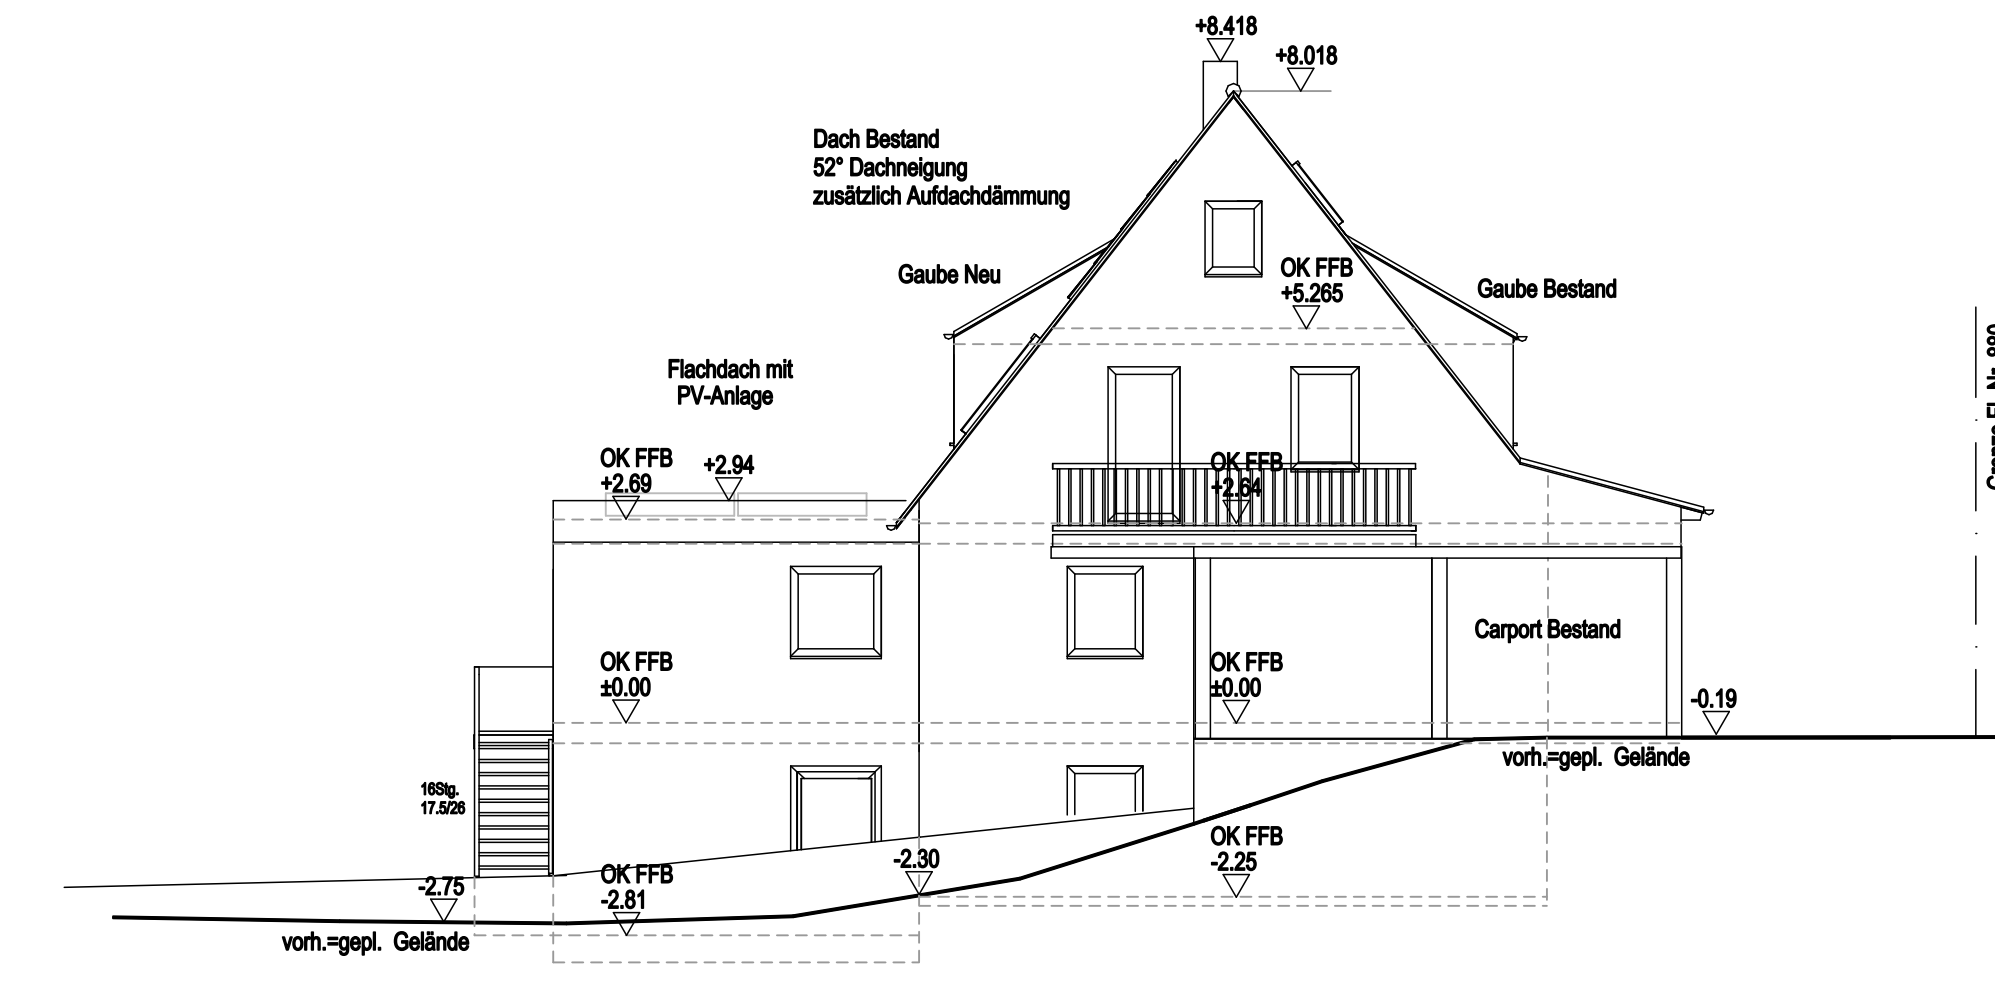 +8.418
+8.018
Dach Bestand
52° Dachneigung
zusätzlich Aufdachdämmung
Gaube Neu
OK FFB
+5.265
Gaube Bestand
Flachdach mit
PV-Anlage
OK FFB
+2.69
+2.94
OK FFB
+2.64
Carport Bestand
OK FFB
±0.00
OK FFB
±0.00
-0.19
vorh.=gepl. Gelände
16Stg.
17.5/26
OK FFB
-2.25
-2.30
OK FFB
-2.81
-2.75
vorh.=gepl. Gelände